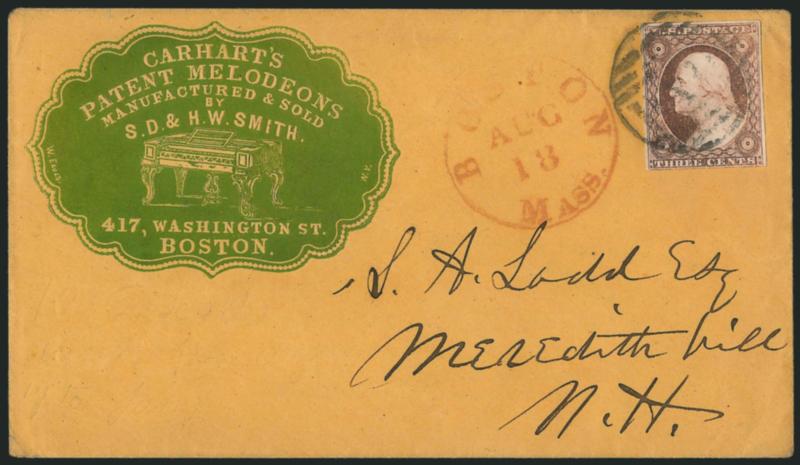 CARHART'S
PATENT MELODEONS
MANUFACTURED & SOLD
BY
S.D. & H.W. SMITH.
417, WASHINGTON ST.
BOSTON.
BOSTON
AUG
18
MASS.
U.S. POSTAGE
THREE CENTS
S. A. Ladd Esq
Meredith vill
N.H.